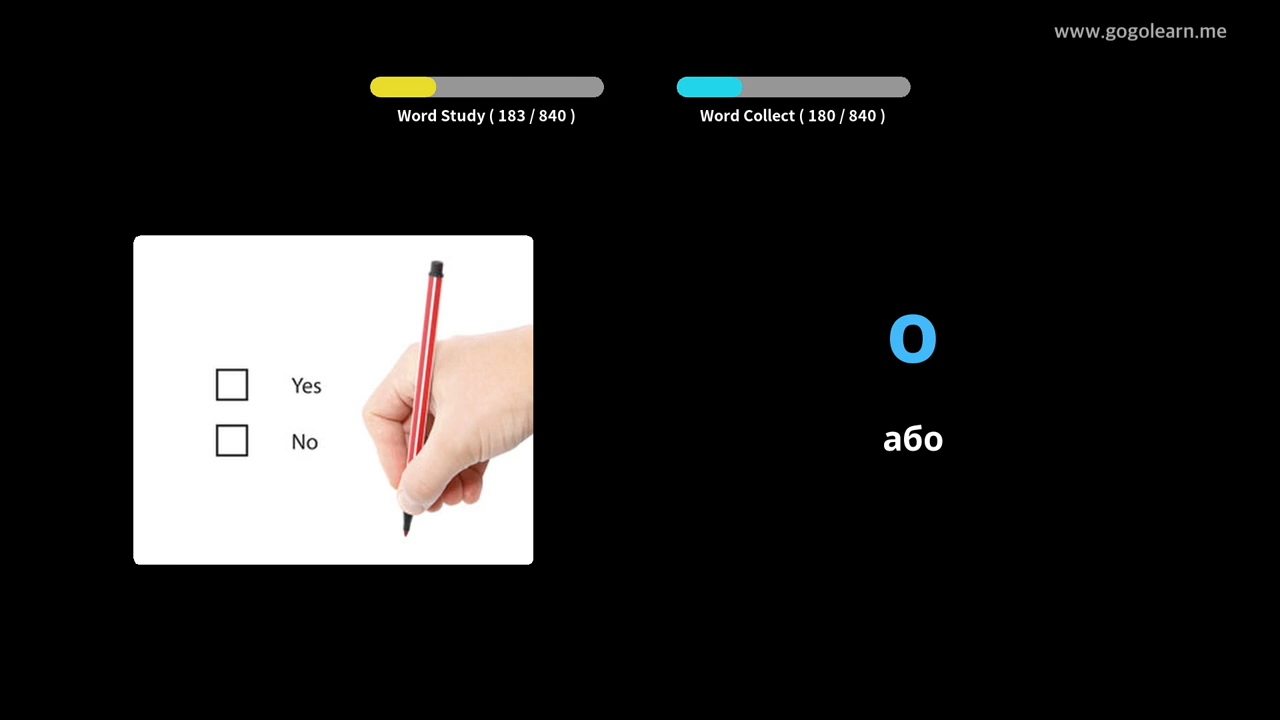 www.gogolearn.me
Word Study ( 183 / 840 )
Word Collect ( 180 / 840 )
Yes
No
o
або